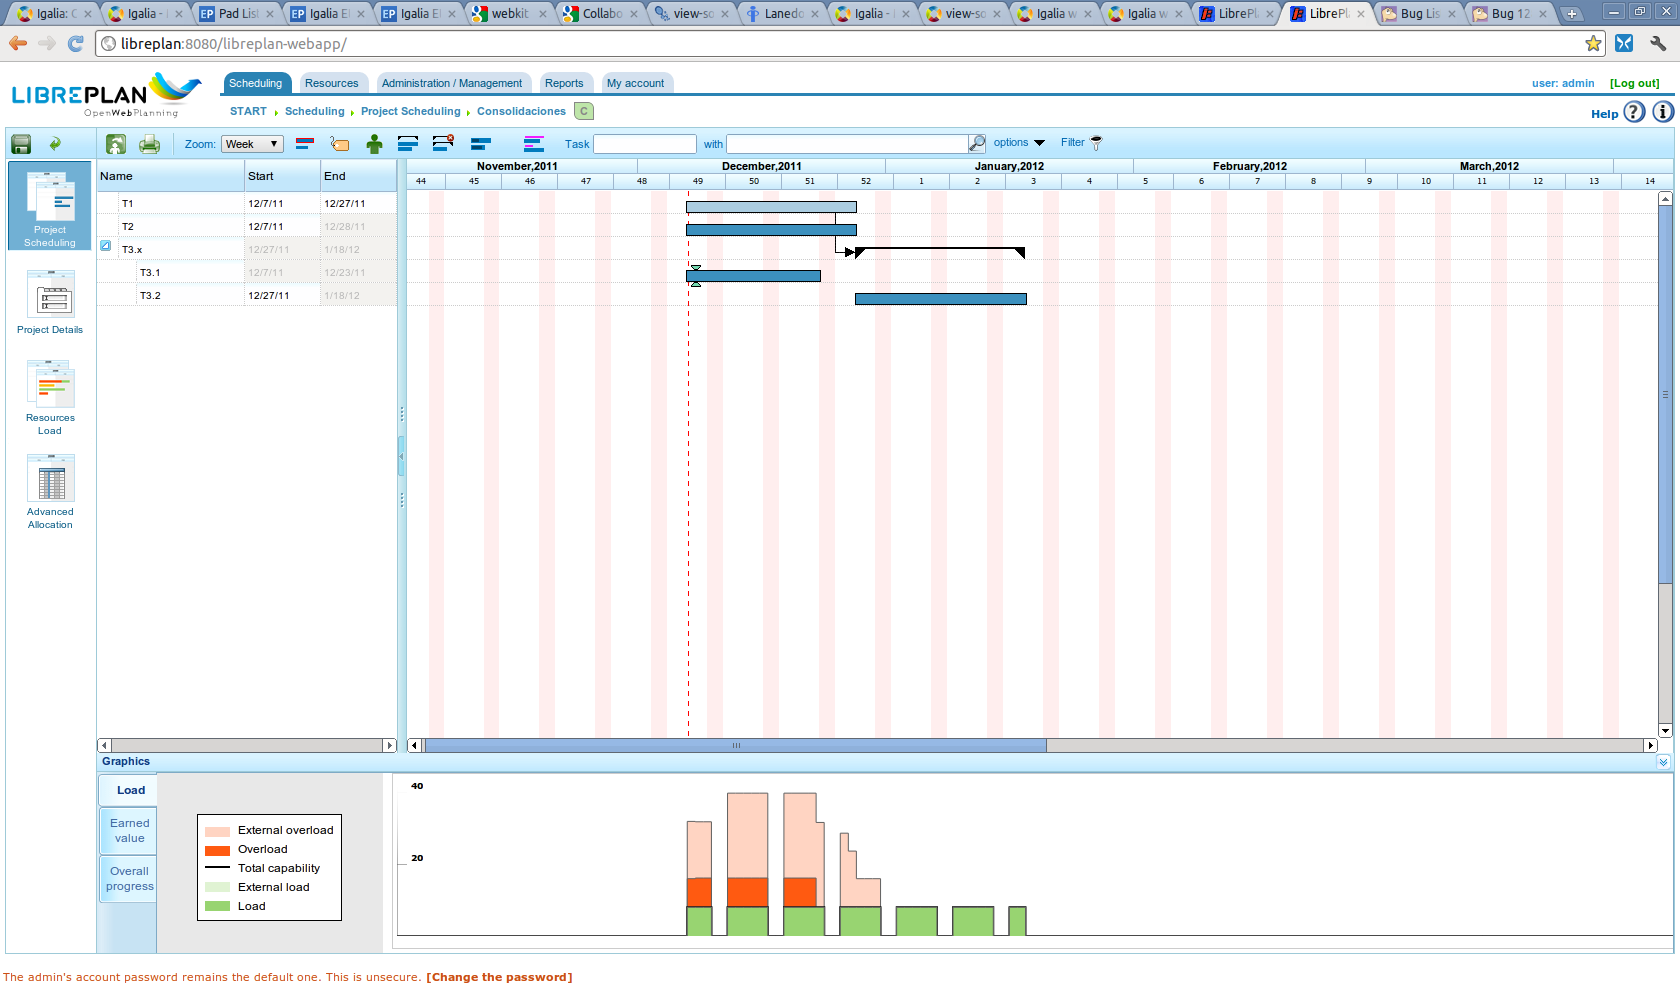 Igalia: C
Igalia -
Pad Lis
Igalia E
Igalia E
webkit
Collabo
view-so
Lanedo
Igalia -
view-so
Igalia w
Igalia w
LibrePl
LibrePl
Bug Lis
Bug 12
libreplan:8080/libreplan-webapp/
LIBREPLAN
OpenWebPlanning
Scheduling Resources Administration / Management Reports My account
user: admin [Log out]
START Scheduling Project Scheduling Consolidaciones C
Help
Zoom: Week Task with options Filter
Project
Scheduling
Project Details
Resources
Load
Advanced
Allocation
Name Start End
T1 12/7/11 12/27/11
T2 12/7/11 12/28/11
T3.x 12/27/11 1/18/12
T3.1 12/7/11 12/23/11
T3.2 12/27/11 1/18/12
November,2011 December,2011 January,2012 February,2012 March,2012
44 45 46 47 48 49 50 51 52 1 2 3 4 5 6 7 8 9 10 11 12 13 14
Graphics
Load
Earned
value
Overall
progress
External overload
Overload
Total capability
External load
Load
40
20
The admin's account password remains the default one. This is unsecure. [Change the password]